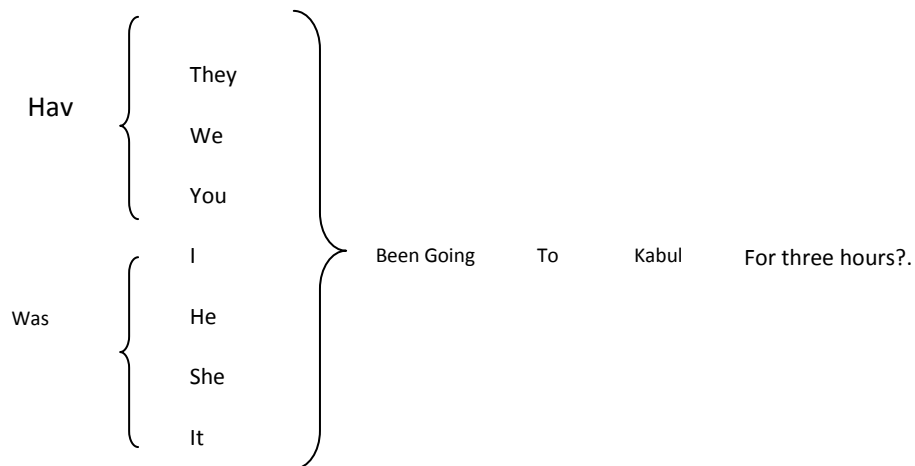 They
Hav
We
You
I Been Going To Kabul For three hours?.
Was
He
She
It